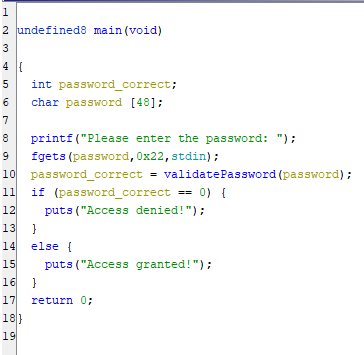 1
2 undefined8 main(void)
3
4 {
5   int password_correct;
6   char password [48];
7
8   printf("Please enter the password: ");
9   fgets(password,0x22,stdin);
10   password_correct = validatePassword(password);
11   if (password_correct == 0) {
12     puts("Access denied!");
13   }
14   else {
15     puts("Access granted!");
16   }
17   return 0;
18 }
19